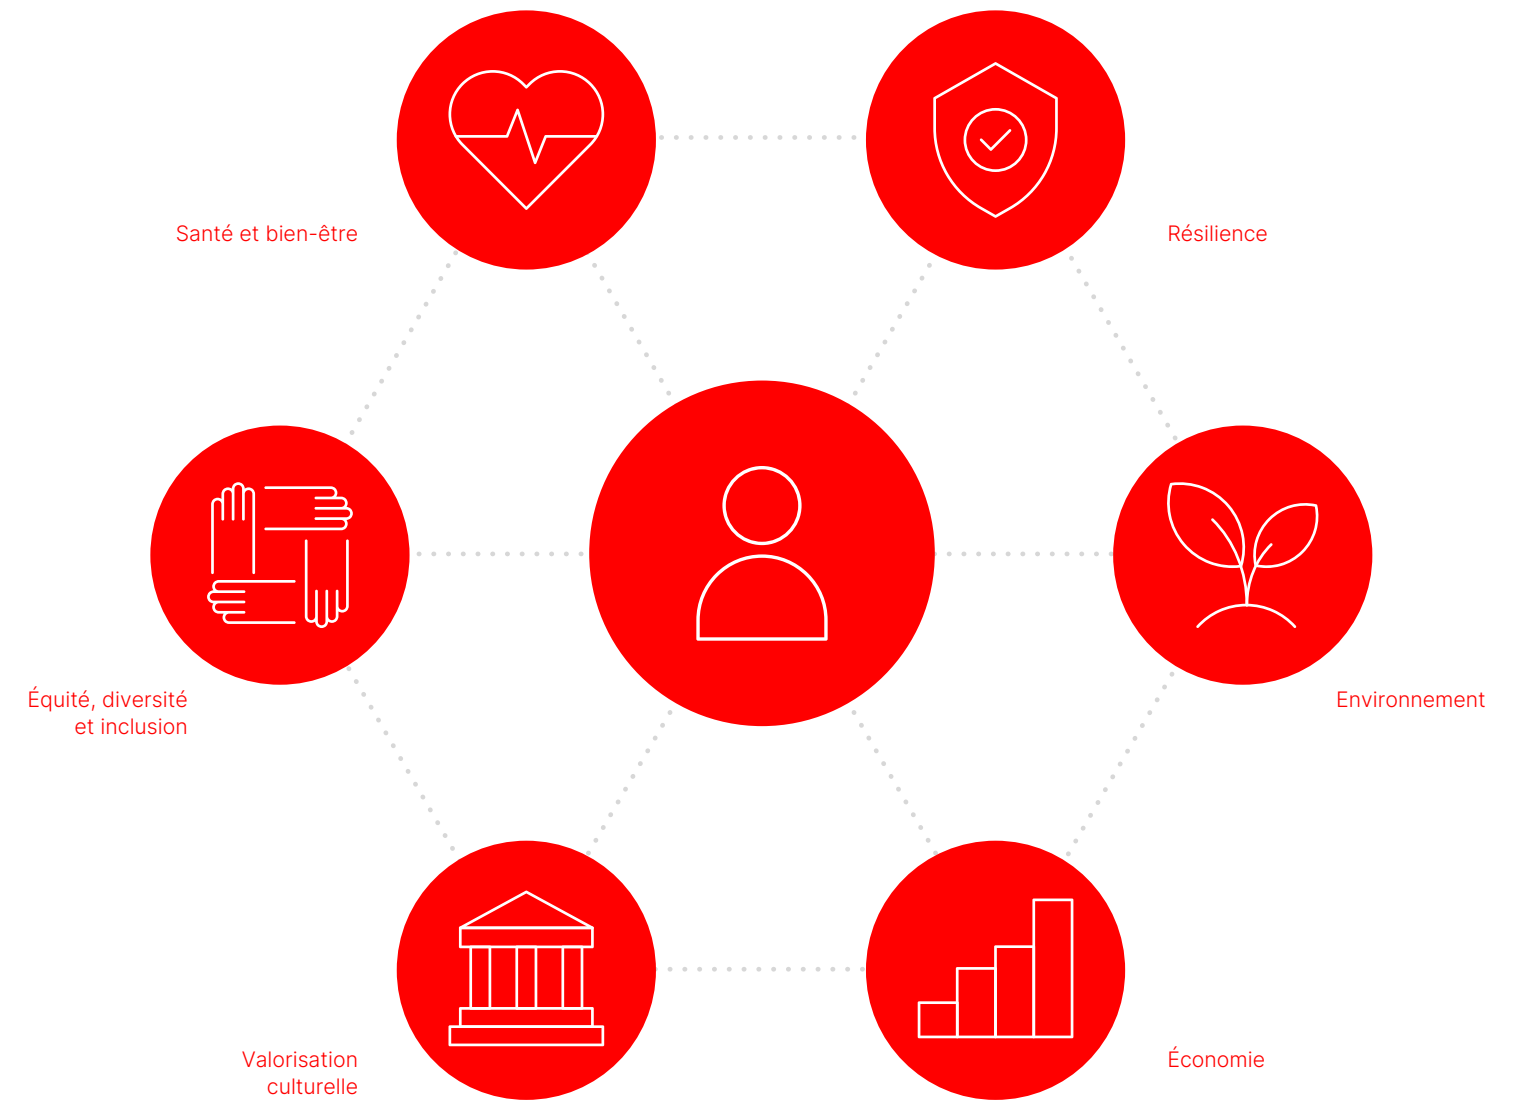 Santé et bien-être
Résilience
Équité, diversité
et inclusion
Environnement
Valorisation
culturelle
Économie